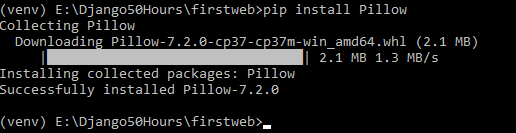 (venv) E:\Django50Hours\firstweb>pip install Pillow
Collecting Pillow
  Downloading Pillow-7.2.0-cp37-cp37m-win_amd64.whl (2.1 MB)
     |████████████████████████████████| 2.1 MB 1.3 MB/s
Installing collected packages: Pillow
Successfully installed Pillow-7.2.0
(venv) E:\Django50Hours\firstweb>_